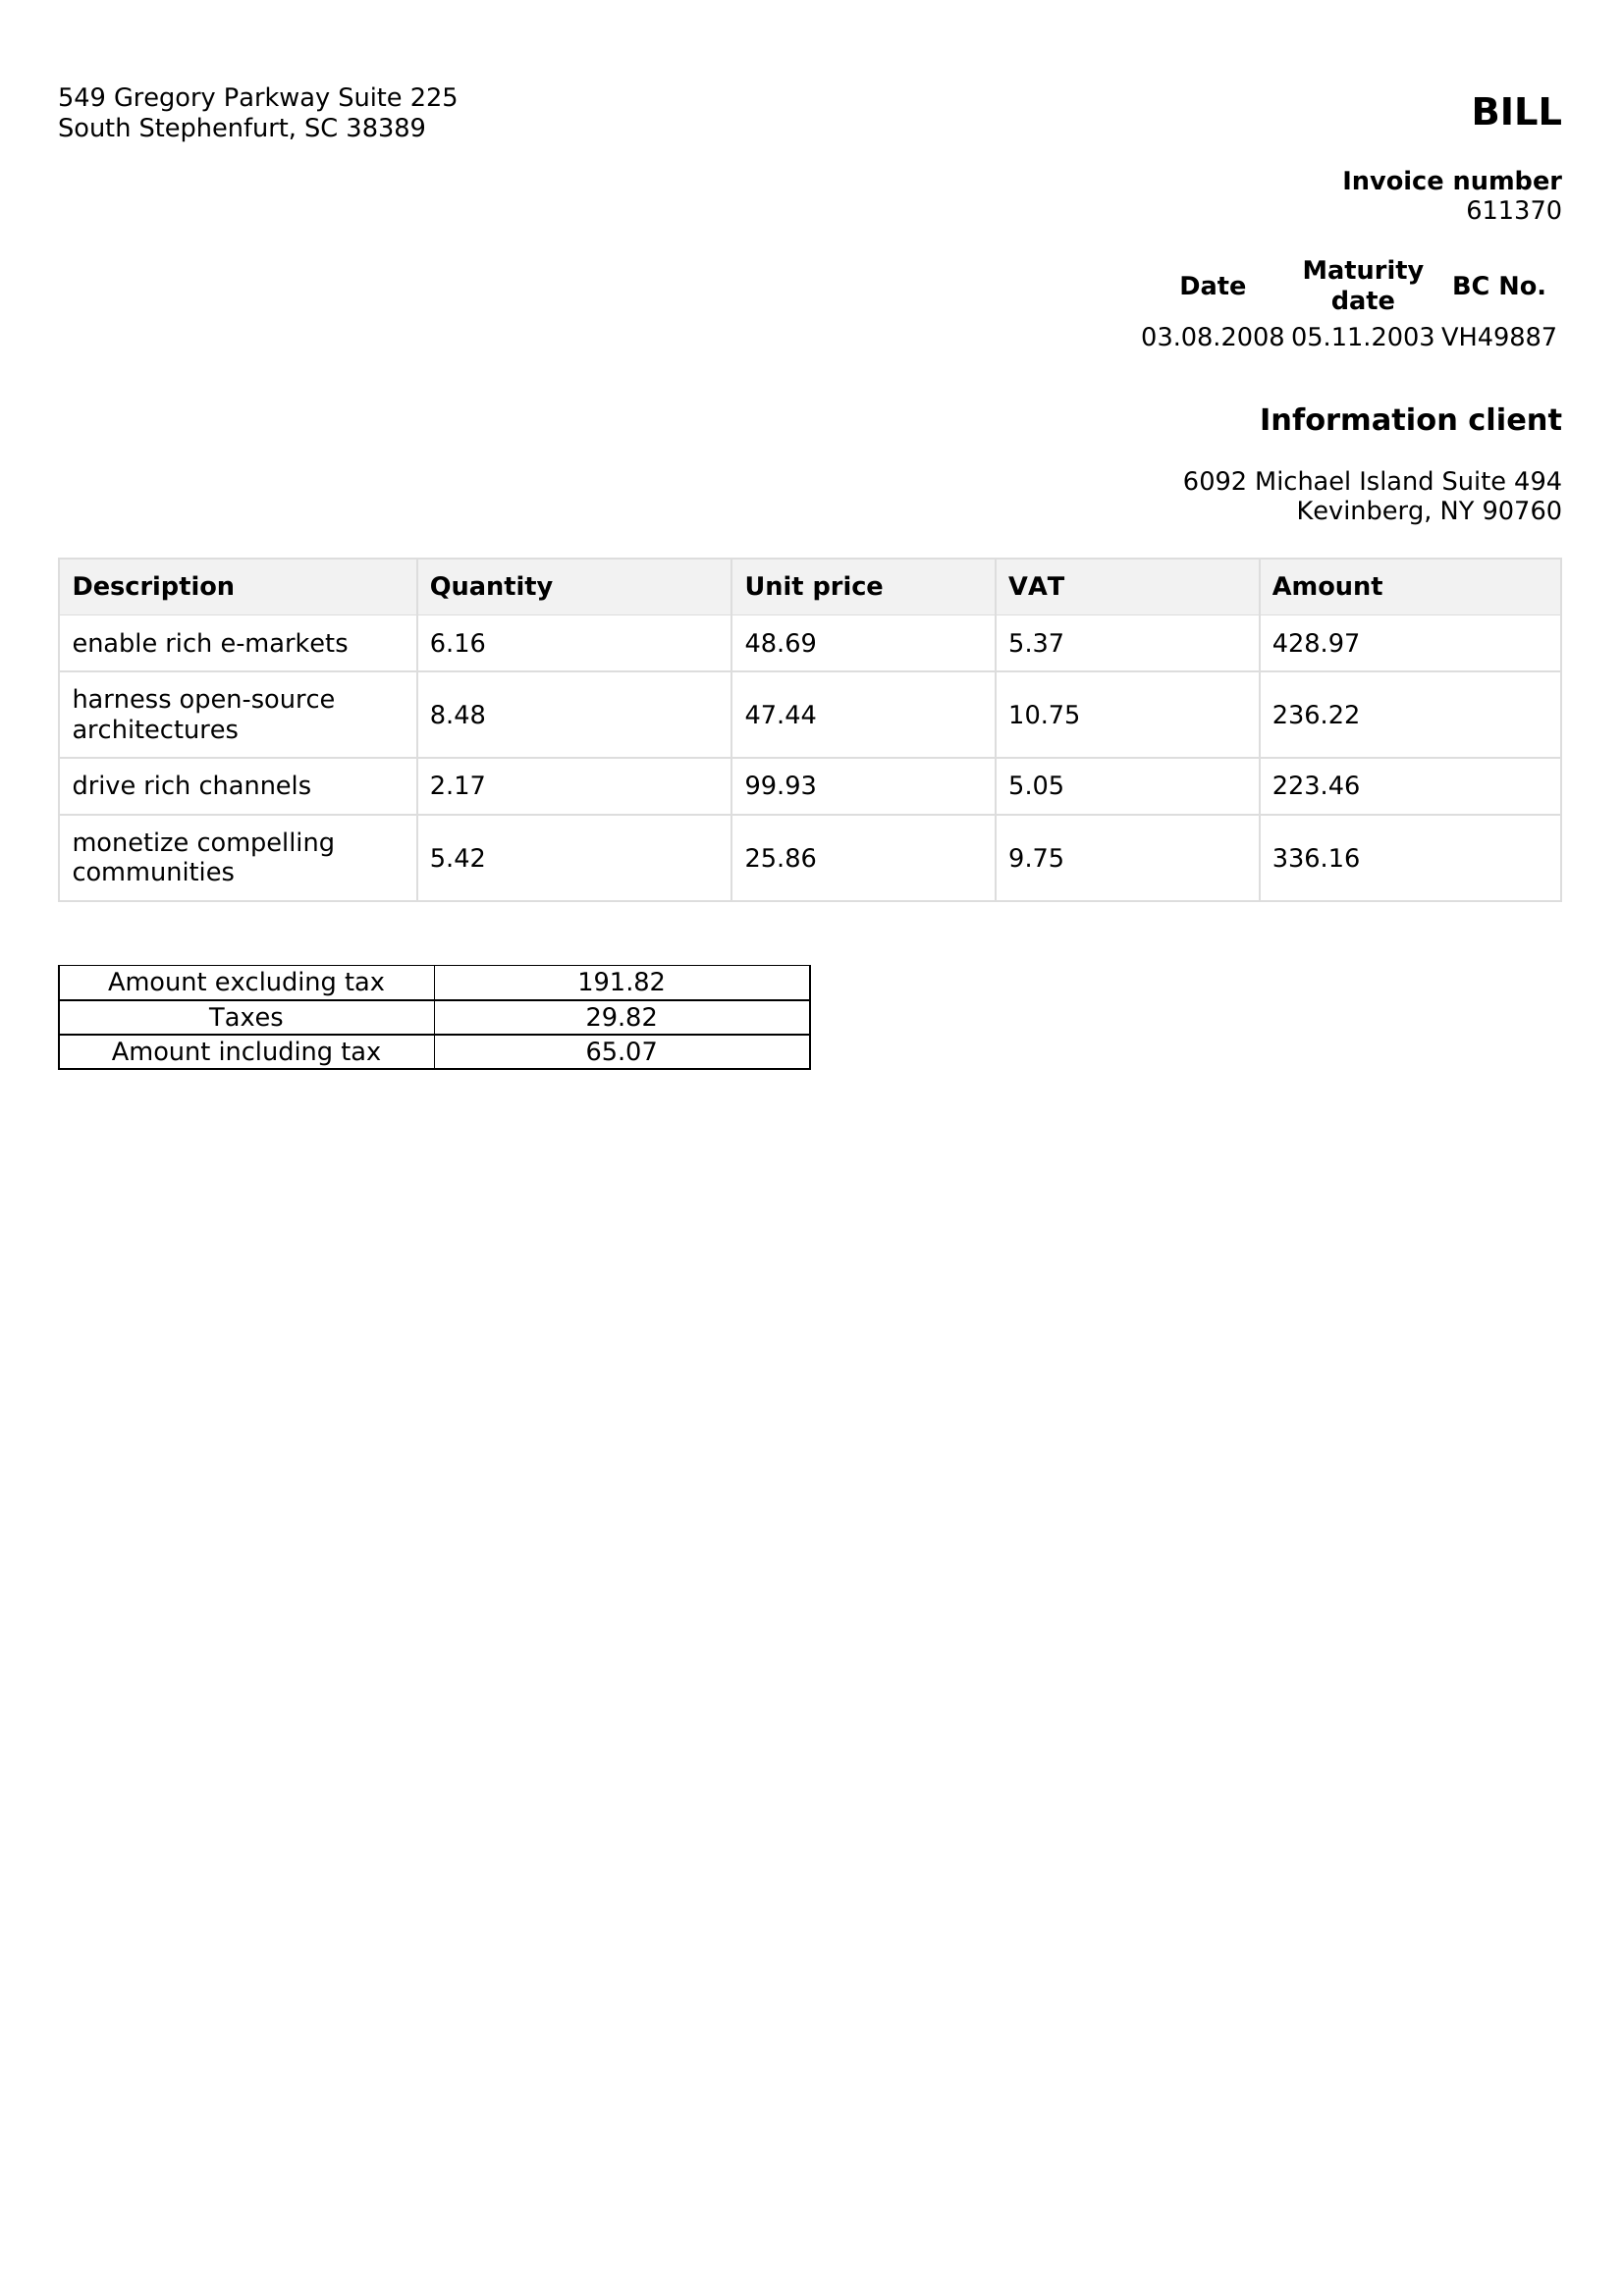 549 Gregory Parkway Suite 225
South Stephenfurt, SC 38389
BILL
Invoice number
611370
Date Maturity date BC No.
03.08.2008 05.11.2003 VH49887
Information client
6092 Michael Island Suite 494
Kevinberg, NY 90760
Description Quantity Unit price VAT Amount
enable rich e-markets 6.16 48.69 5.37 428.97
harness open-source
architectures 8.48 47.44 10.75 236.22
drive rich channels 2.17 99.93 5.05 223.46
monetize compelling
communities 5.42 25.86 9.75 336.16
Amount excluding tax 191.82
Taxes 29.82
Amount including tax 65.07